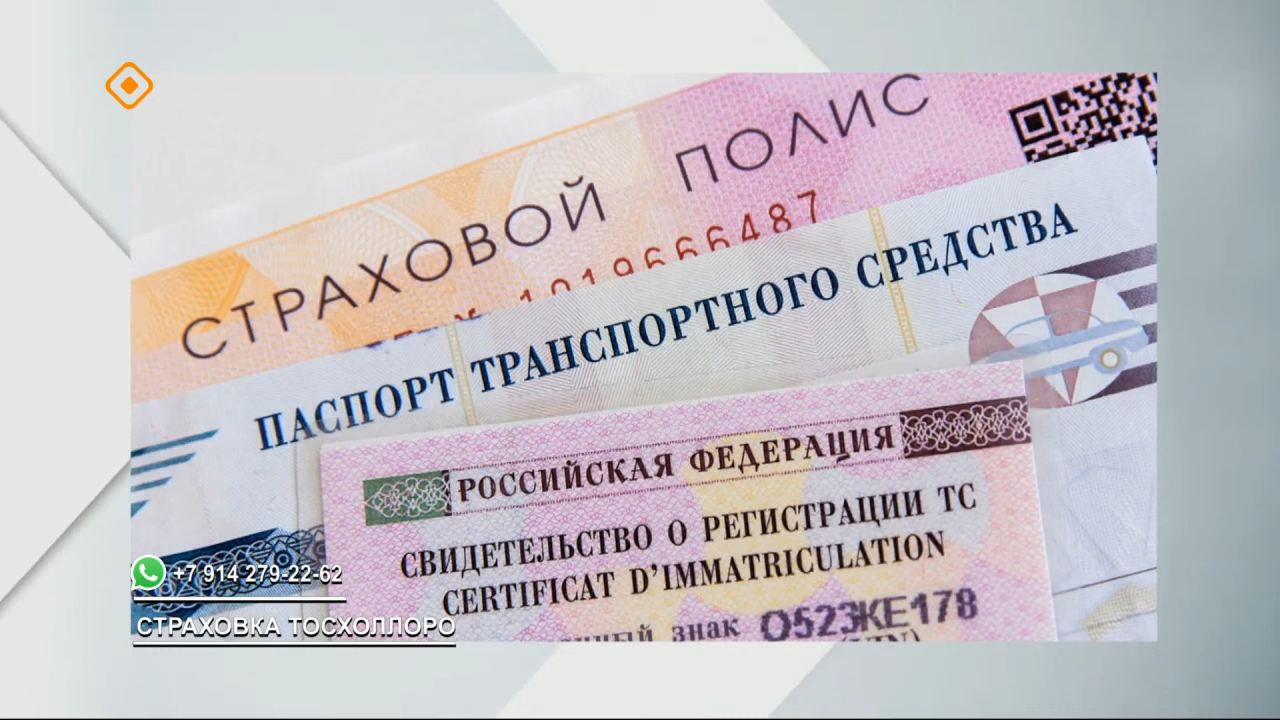 СТРАХОВОЙ ПОЛИС
1019666487
ПАСПОРТ ТРАНСПОРТНОГО СРЕДСТВА
РОССИЙСКАЯ ФЕДЕРАЦИЯ
СВИДЕТЕЛЬСТВО О РЕГИСТРАЦИИ ТС
CERTIFICAT D'IMMATRICULATION
знак О523КЕ178
+7 914 279-22-62
СТРАХОВКА ТОСХОЛЛОРО